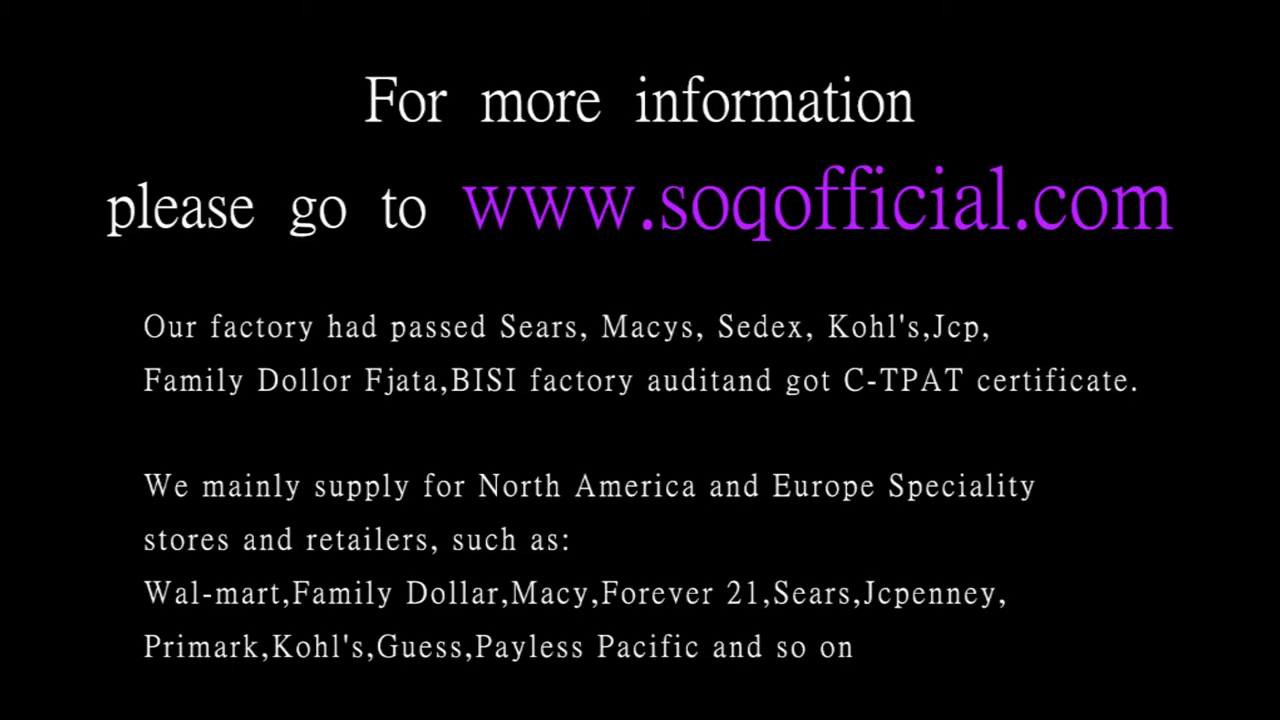 For more information
please go to www.soqofficial.com
Our factory had passed Sears, Macys, Sedex, Kohl's,Jcp,
Family Dollor Fjata,BISI factory auditand got C-TPAT certificate.
We mainly supply for North America and Europe Speciality
stores and retailers, such as:
Wal-mart,Family Dollar,Macy,Forever 21,Sears,Jcpenney,
Primark,Kohl's,Guess,Payless Pacific and so on